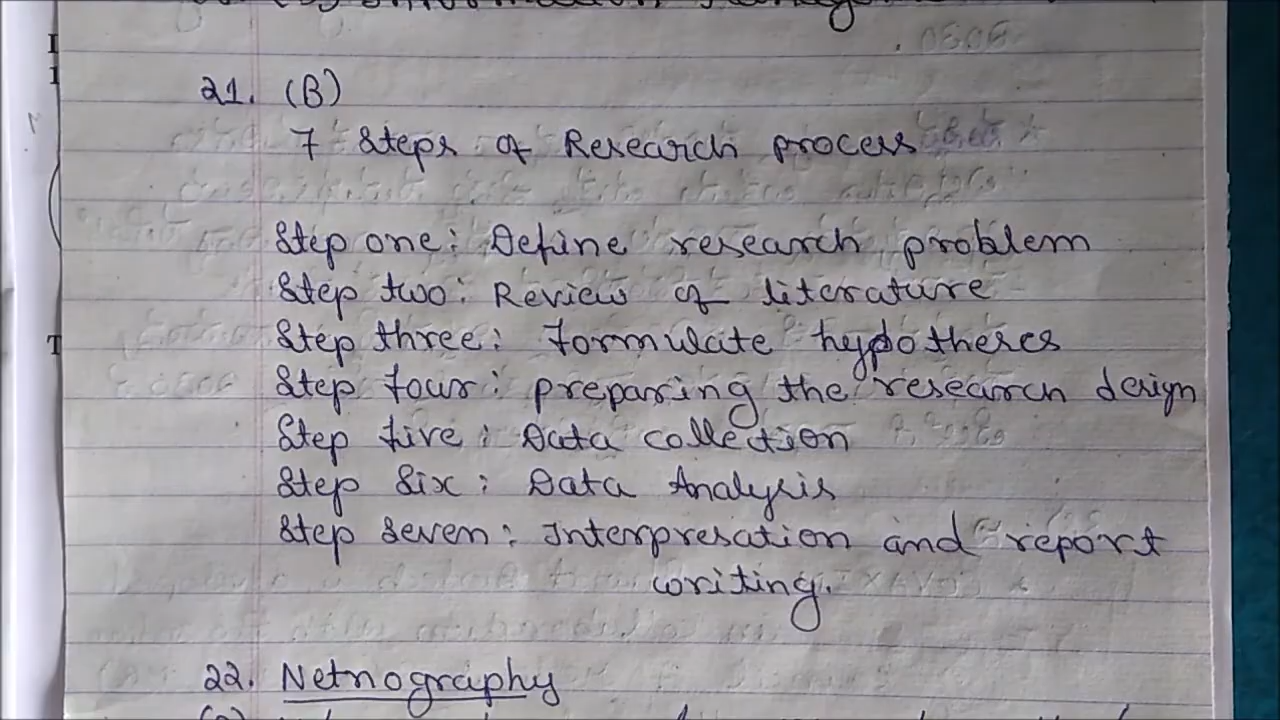 21. (B)
7 Steps of Research process
Step one: Define research problem
Step two: Review of literature
Step three: Formulate hypotheses
Step four: preparing the research design
Step five: Data collection
Step Six: Data Analysis
Step Seven: Interpresation and report
writing.
22. Netnography